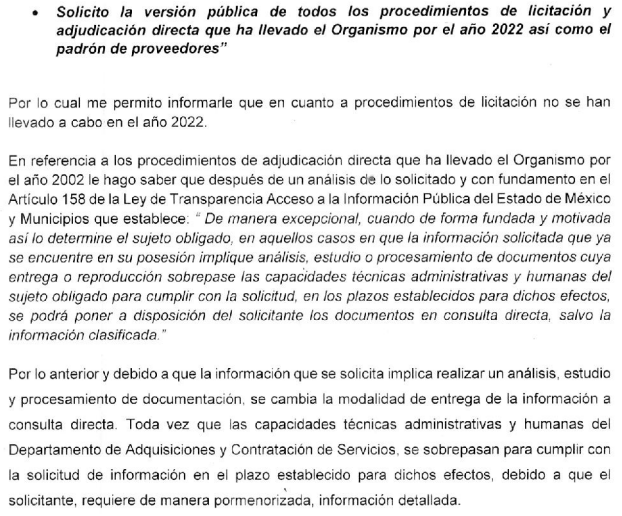 • Solicito la versión pública de todos los procedimientos de licitación y
adjudicación directa que ha llevado el Organismo por el año 2022 así como el
padrón de proveedores”
Por lo cual me permito informarle que en cuanto a procedimientos de licitación no se han
llevado a cabo en el año 2022.
En referencia a los procedimientos de adjudicación directa que ha llevado el Organismo por
el año 2002 le hago saber que después de un análisis de lo solicitado y con fundamento en el
Artículo 158 de la Ley de Transparencia Acceso a la Información Pública del Estado de México
y Municipios que establece: “ De manera excepcional, cuando de forma fundada y motivada
así lo determine el sujeto obligado, en aquellos casos en que la información solicitada que ya
se encuentre en su posesión implique análisis, estudio o procesamiento de documentos cuya
entrega o reproducción sobrepase las capacidades técnicas administrativas y humanas del
sujeto obligado para cumplir con la solicitud, en los plazos establecidos para dichos efectos,
se podrá poner a disposición del solicitante los documentos en consulta directa, salvo la
información clasificada.”
Por lo anterior y debido a que la información que se solicita implica realizar un análisis, estudio
y procesamiento de documentación, se cambia la modalidad de entrega de la información a
consulta directa. Toda vez que las capacidades técnicas administrativas y humanas del
Departamento de Adquisiciones y Contratación de Servicios, se sobrepasan para cumplir con
la solicitud de información en el plazo establecido para dichos efectos, debido a que el
solicitante, requiere de manera pormenorizada, información detallada.